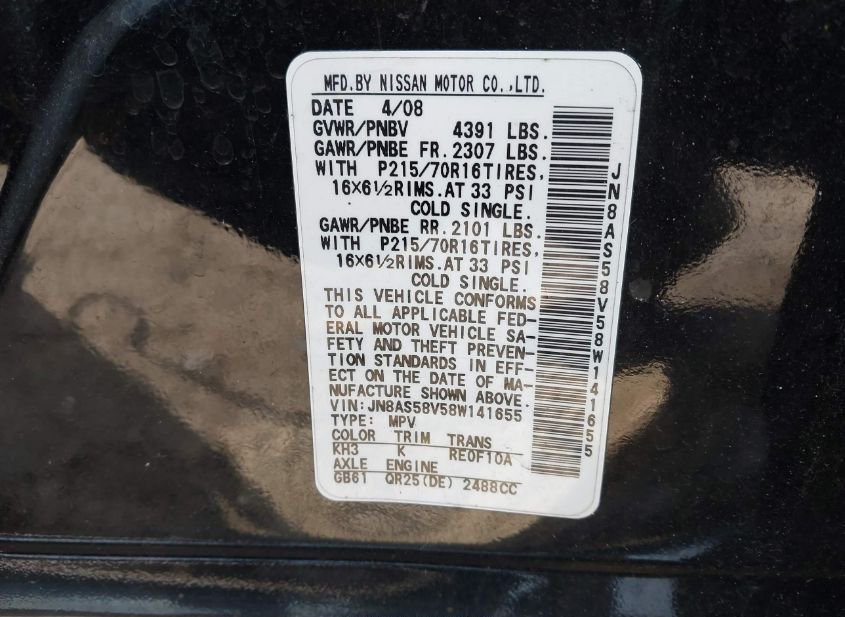 MFD.BY NISSAN MOTOR CO.,LTD.
DATE 4/08
GVWR/PNBV 4391 LBS.
GAWR/PNBE FR. 2307 LBS.
WITH P215/70R16TIRES,
16X6½RIMS.AT 33 PSI
COLD SINGLE.
GAWR/PNBE RR. 2101 LBS.
WITH P215/70R16TIRES,
16X6½RIMS.AT 33 PSI
COLD SINGLE.
THIS VEHICLE CONFORMS
TO ALL APPLICABLE FED-
ERAL MOTOR VEHICLE SA-
FETY AND THEFT PREVEN-
TION STANDARDS IN EFF-
ECT ON THE DATE OF MA-
NUFACTURE SHOWN ABOVE.
VIN:JN8AS58V58W141655
TYPE: MPV
COLOR TRIM TRANS
KH3 K RE0F10A
AXLE ENGINE
GB61 QR25(DE) 2488CC
JN8AS58V58W141655